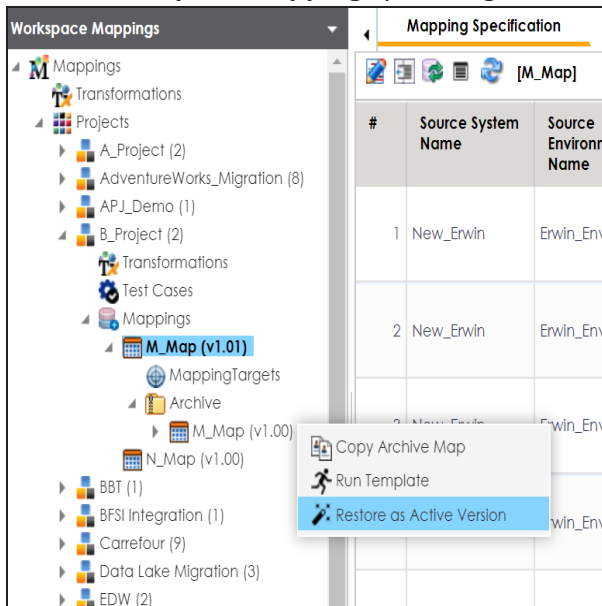 Workspace Mappings
Mappings
Transformations
Projects
A_Project (2)
AdventureWorks_Migration (8)
APJ_Demo (1)
B_Project (2)
Transformations
Test Cases
Mappings
M_Map (v1.01)
MappingTargets
Archive
M_Map (v1.00)
N_Map (v1.00)
BBT (1)
BFSI Integration (1)
Carrefour (9)
Data Lake Migration (3)
EDW (2)
Mapping Specification
[M_Map]
# Source System Name Source Environm Name
1 New_Erwin Erwin_Env
2 New_Erwin Erwin_Env
Erwin_Env
rwin_Env
Copy Archive Map
Run Template
Restore as Active Version